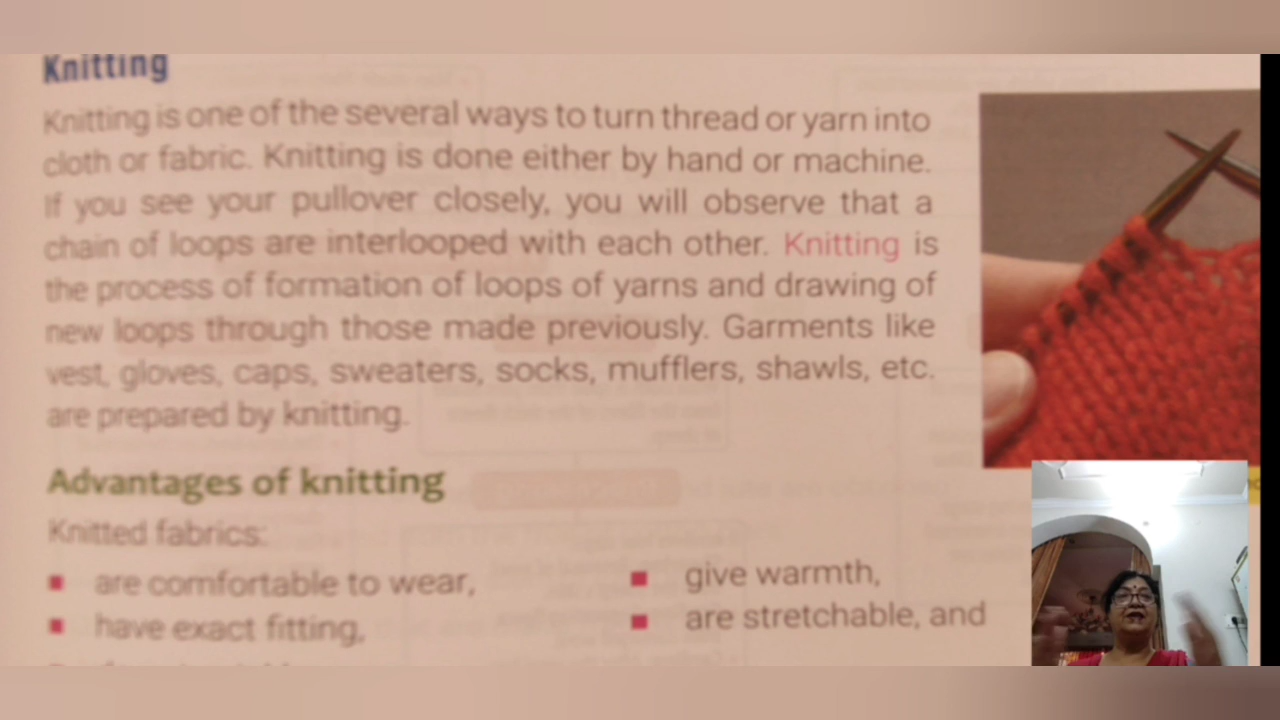 Knitting
Knitting is one of the several ways to turn thread or yarn into
cloth or fabric. Knitting is done either by hand or machine.
If you see your pullover closely, you will observe that a
chain of loops are interlooped with each other. Knitting is
the process of formation of loops of yarns and drawing of
new loops through those made previously. Garments like
vest, gloves, caps, sweaters, socks, mufflers, shawls, etc.
are prepared by knitting.
Advantages of knitting
Knitted fabrics:
are comfortable to wear,
have exact fitting,
give warmth,
are stretchable, and